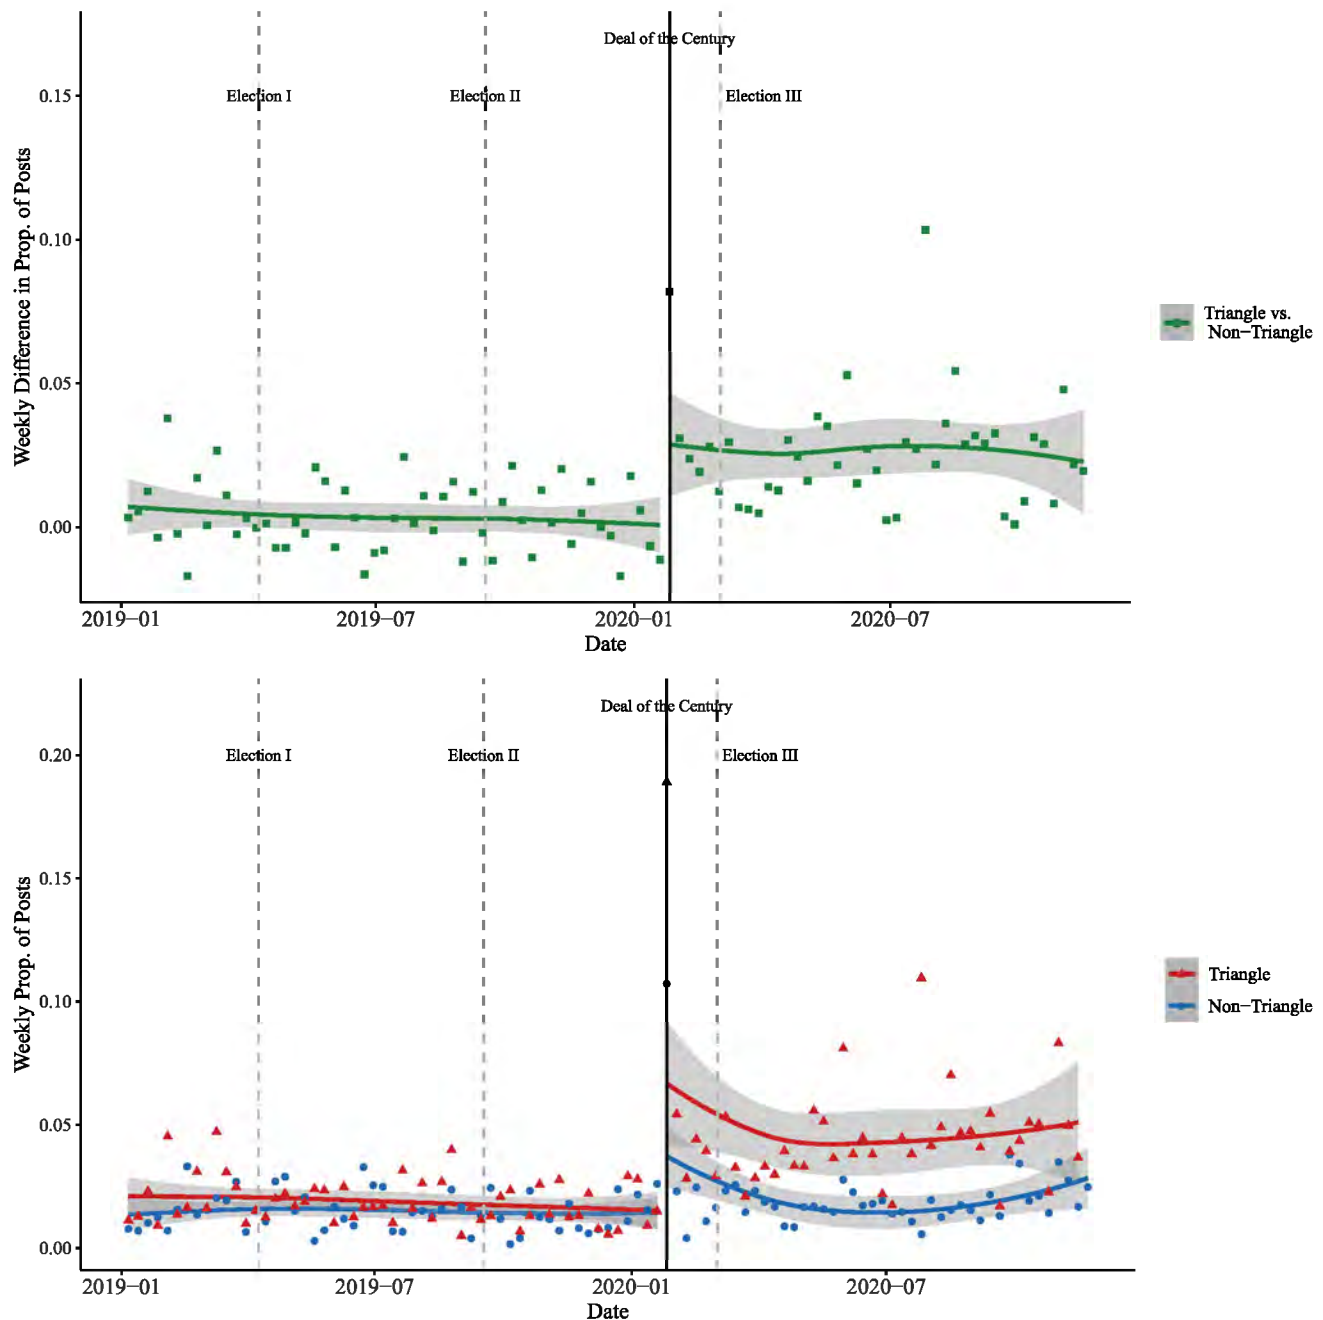 Deal of the Century
Election I
Election II
Election III
0.15
0.10
0.05
0.00
Weekly Difference in Prop. of Posts
2019−01
2019−07
2020−01
2020−07
Date
Triangle vs.
Non−Triangle
Deal of the Century
Election I
Election II
Election III
0.20
0.15
0.10
0.05
0.00
Weekly Prop. of Posts
2019−01
2019−07
2020−01
2020−07
Date
Triangle
Non−Triangle